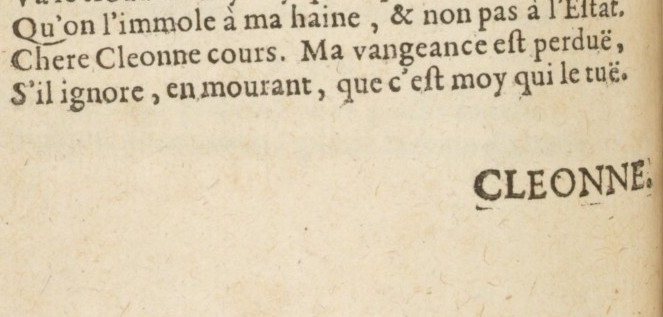 Qu'on l'immole à ma haine, & non pas à l'Eſtat.
Chere Cleonne cours. Ma vangeance eſt perduë,
S'il ignore, en mourant, que c'eſt moy qui le tuë.
CLEONNE.